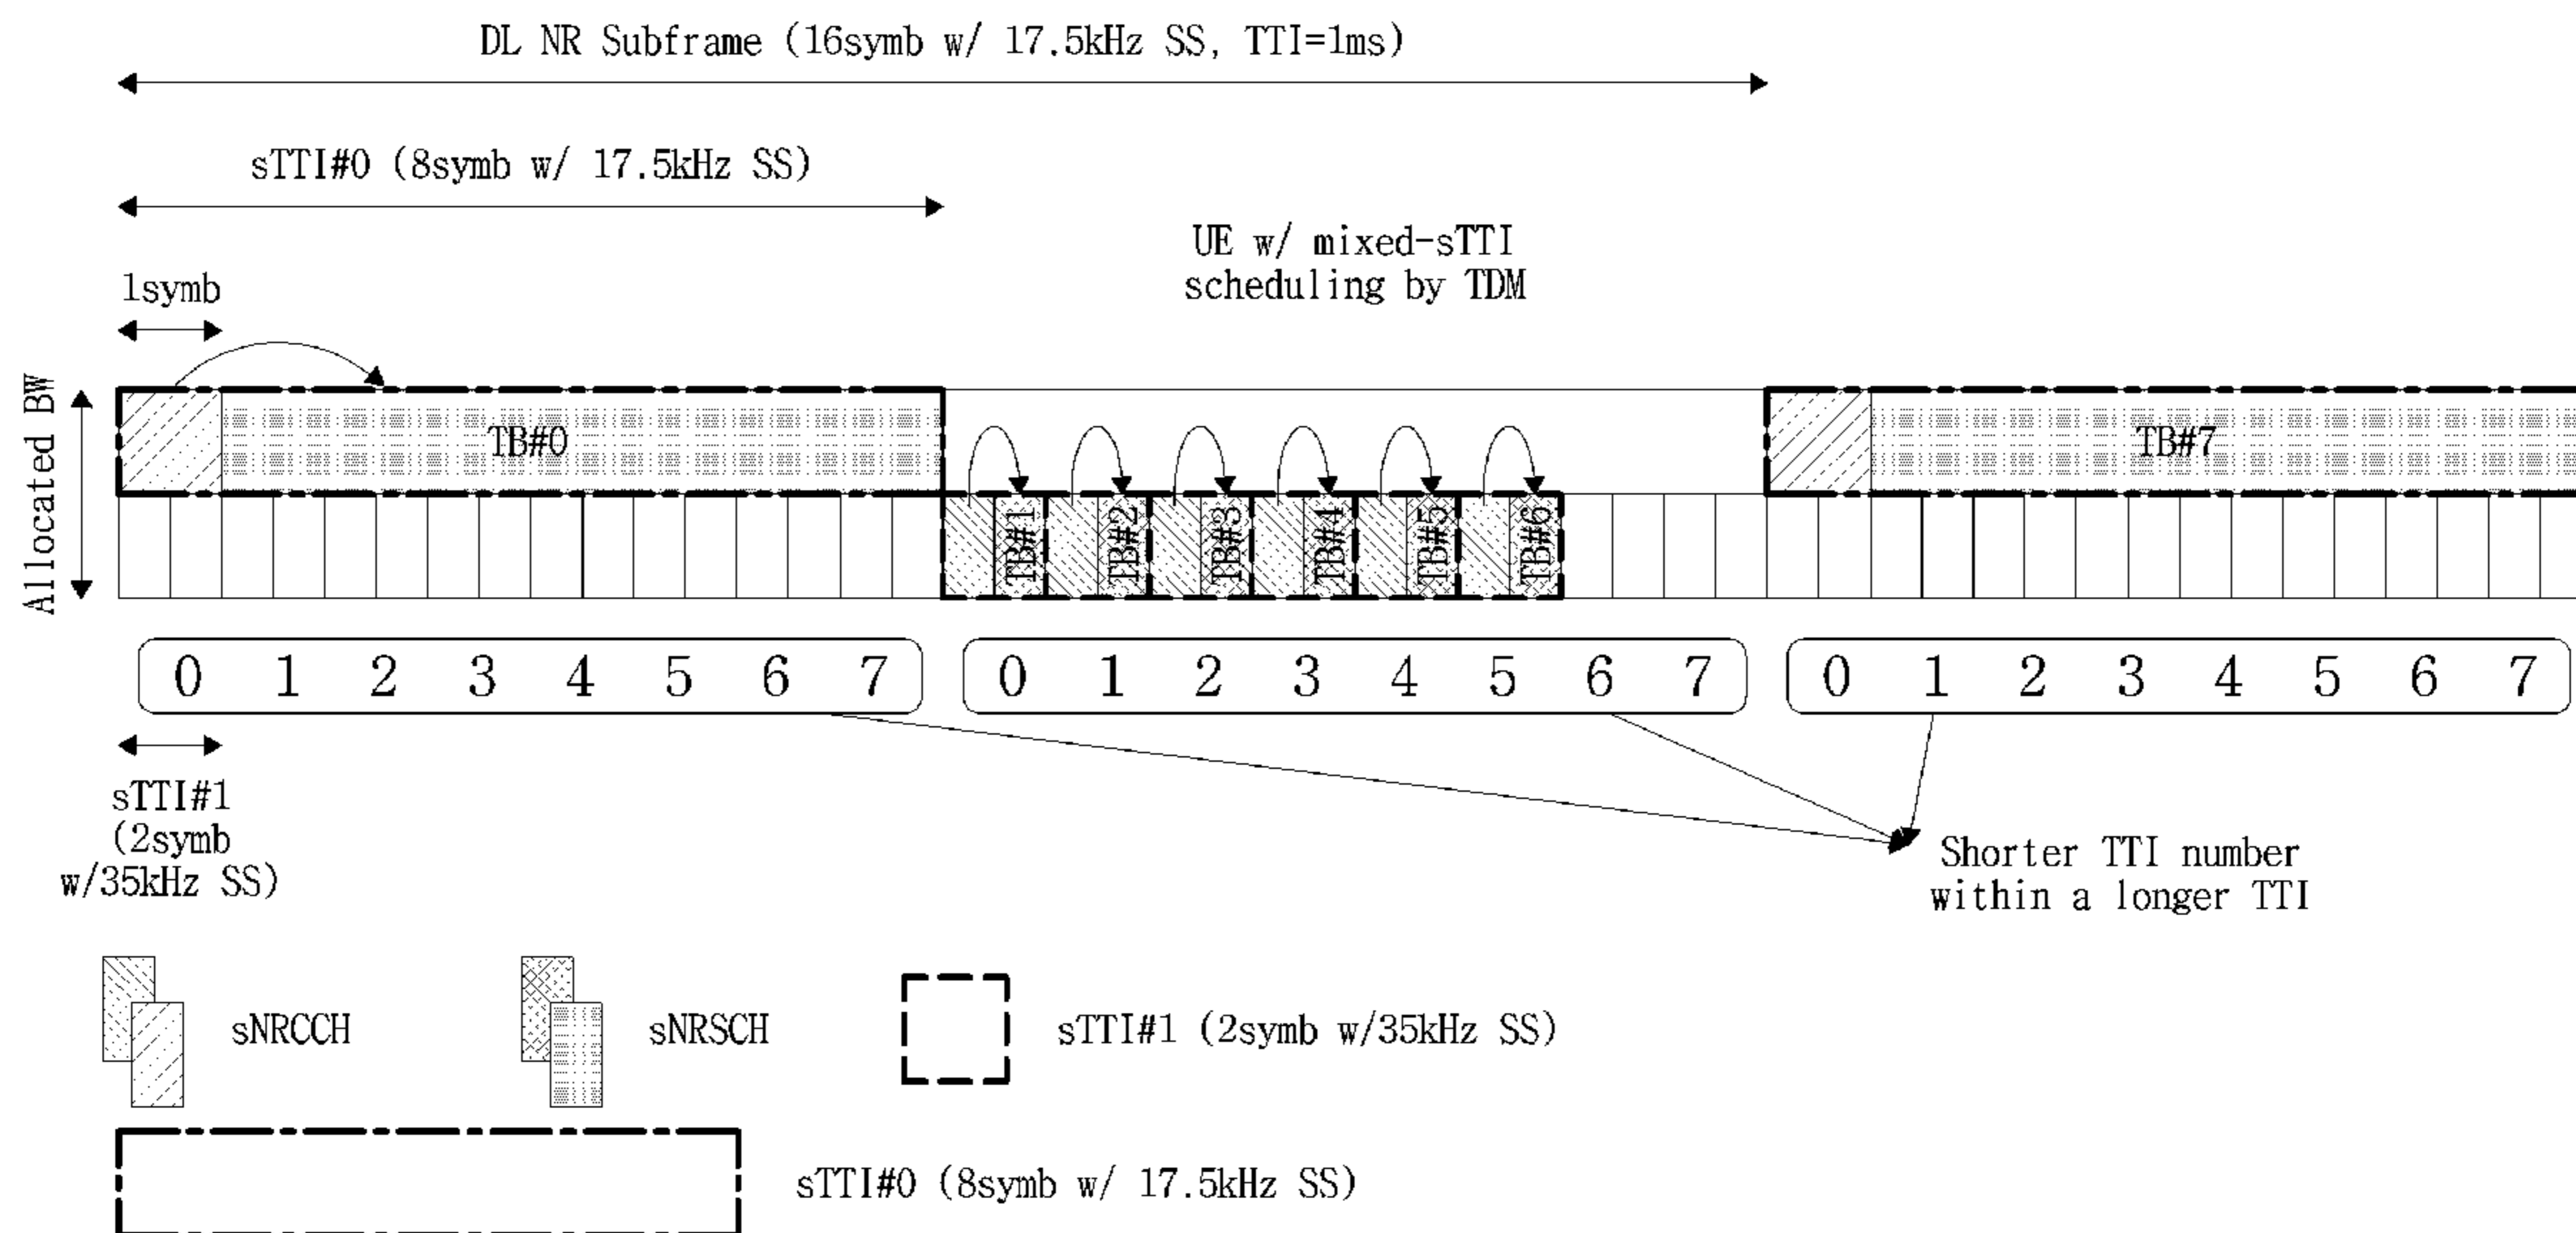 DL NR Subframe (16symb w/ 17.5kHz SS, TTI=1ms)
sTTI#0 (8symb w/ 17.5kHz SS)
UE w/ mixed-sTTI
scheduling by TDM
1symb
Allocated BW
TB#0
TB#1
TB#2
TB#3
TB#4
TB#5
TB#6
TB#7
0 1 2 3 4 5 6 7
0 1 2 3 4 5 6 7
0 1 2 3 4 5 6 7
sTTI#1
(2symb
w/35kHz SS)
Shorter TTI number
within a longer TTI
sNRCCH
sNRSCH
sTTI#1 (2symb w/35kHz SS)
sTTI#0 (8symb w/ 17.5kHz SS)